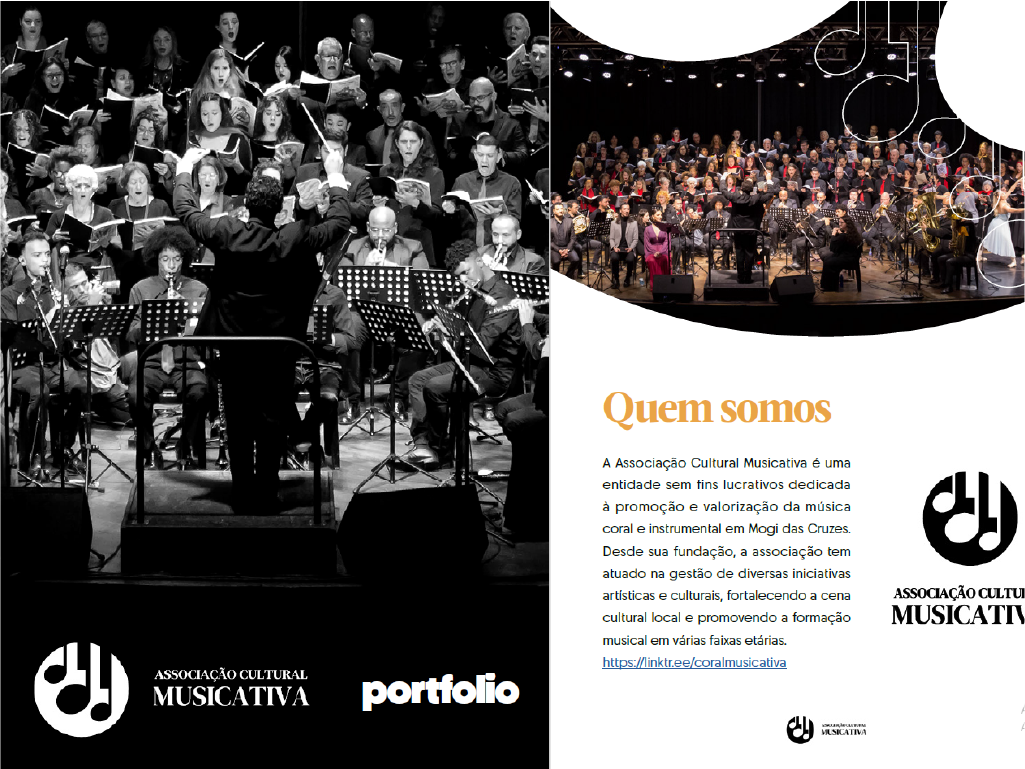 ASSOCIAÇÃO CULTURAL
MUSICATIVA
portfolio
Quem somos
A Associação Cultural Musicativa é uma
entidade sem fins lucrativos dedicada
à promoção e valorização da música
coral e instrumental em Mogi das Cruzes.
Desde sua fundação, a associação tem
atuado na gestão de diversas iniciativas
artísticas e culturais, fortalecendo a cena
cultural local e promovendo a formação
musical em várias faixas etárias.
https://linktr.ee/coralmusicativa
ASSOCIAÇÃO CULTU
MUSICATIV
ASSOCIAÇÃO CULTURAL
MUSICATIVA